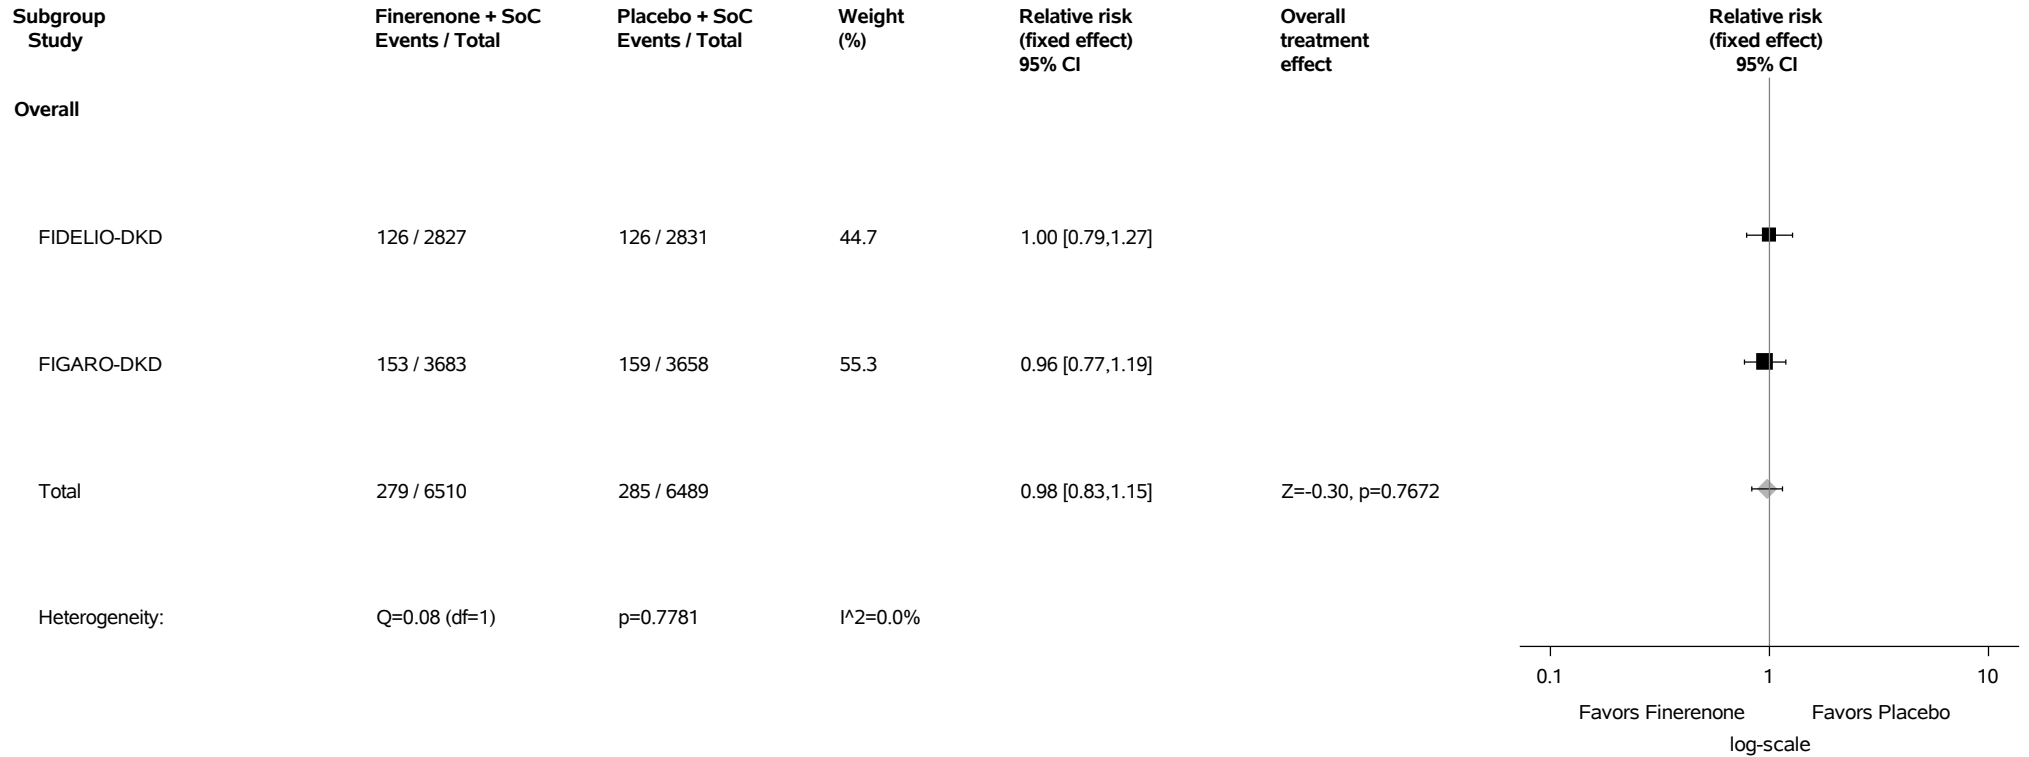 Subgroup Finerenone + SoC Placebo + SoC Weight Relative risk Overall Relative risk
Study Events / Total Events / Total (%) (fixed effect) treatment (fixed effect)
95% CI effect 95% CI
Overall
FIDELIO-DKD 126 / 2827 126 / 2831 44.7 1.00 [0.79,1.27]
FIGARO-DKD 153 / 3683 159 / 3658 55.3 0.96 [0.77,1.19]
Total 279 / 6510 285 / 6489 0.98 [0.83,1.15] Z=-0.30, p=0.7672
Heterogeneity: Q=0.08 (df=1) p=0.7781 I^2=0.0%
0.1 1 10
Favors Finerenone Favors Placebo
log-scale